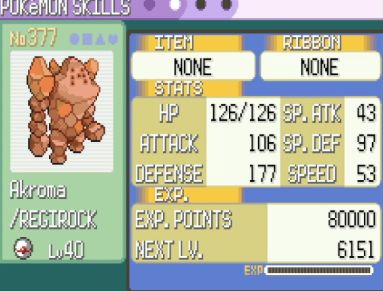 POKéMON SKILLS
No377
Akroma
/REGIROCK
Lv40
ITEM RIBBON
NONE NONE
STATS
HP 126/126 SP. ATK 43
ATTACK 106 SP. DEF 97
DEFENSE 177 SPEED 53
EXP.
EXP. POINTS 80000
NEXT LV. 6151
EXP